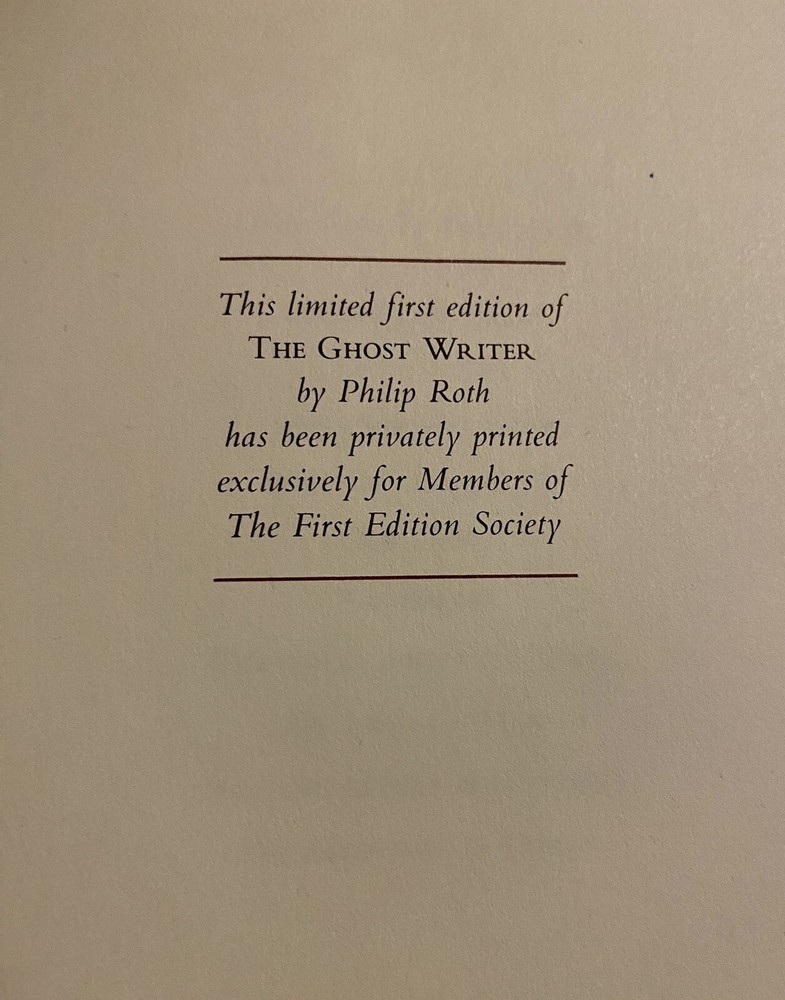 This limited first edition of
THE GHOST WRITER
by Philip Roth
has been privately printed
exclusively for Members of
The First Edition Society